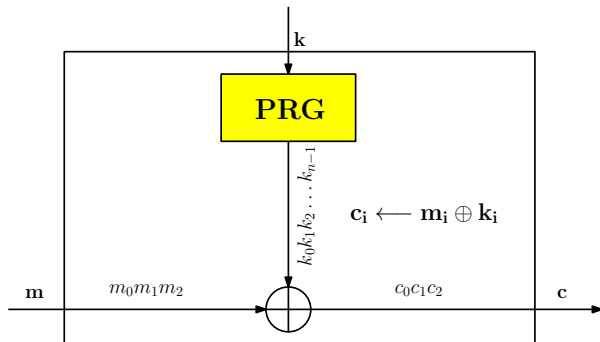 k
PRG
k₀k₁k₂ … kₙ₋₁
cᵢ ⟵ mᵢ ⊕ kᵢ
m
m₀m₁m₂
c₀c₁c₂
c